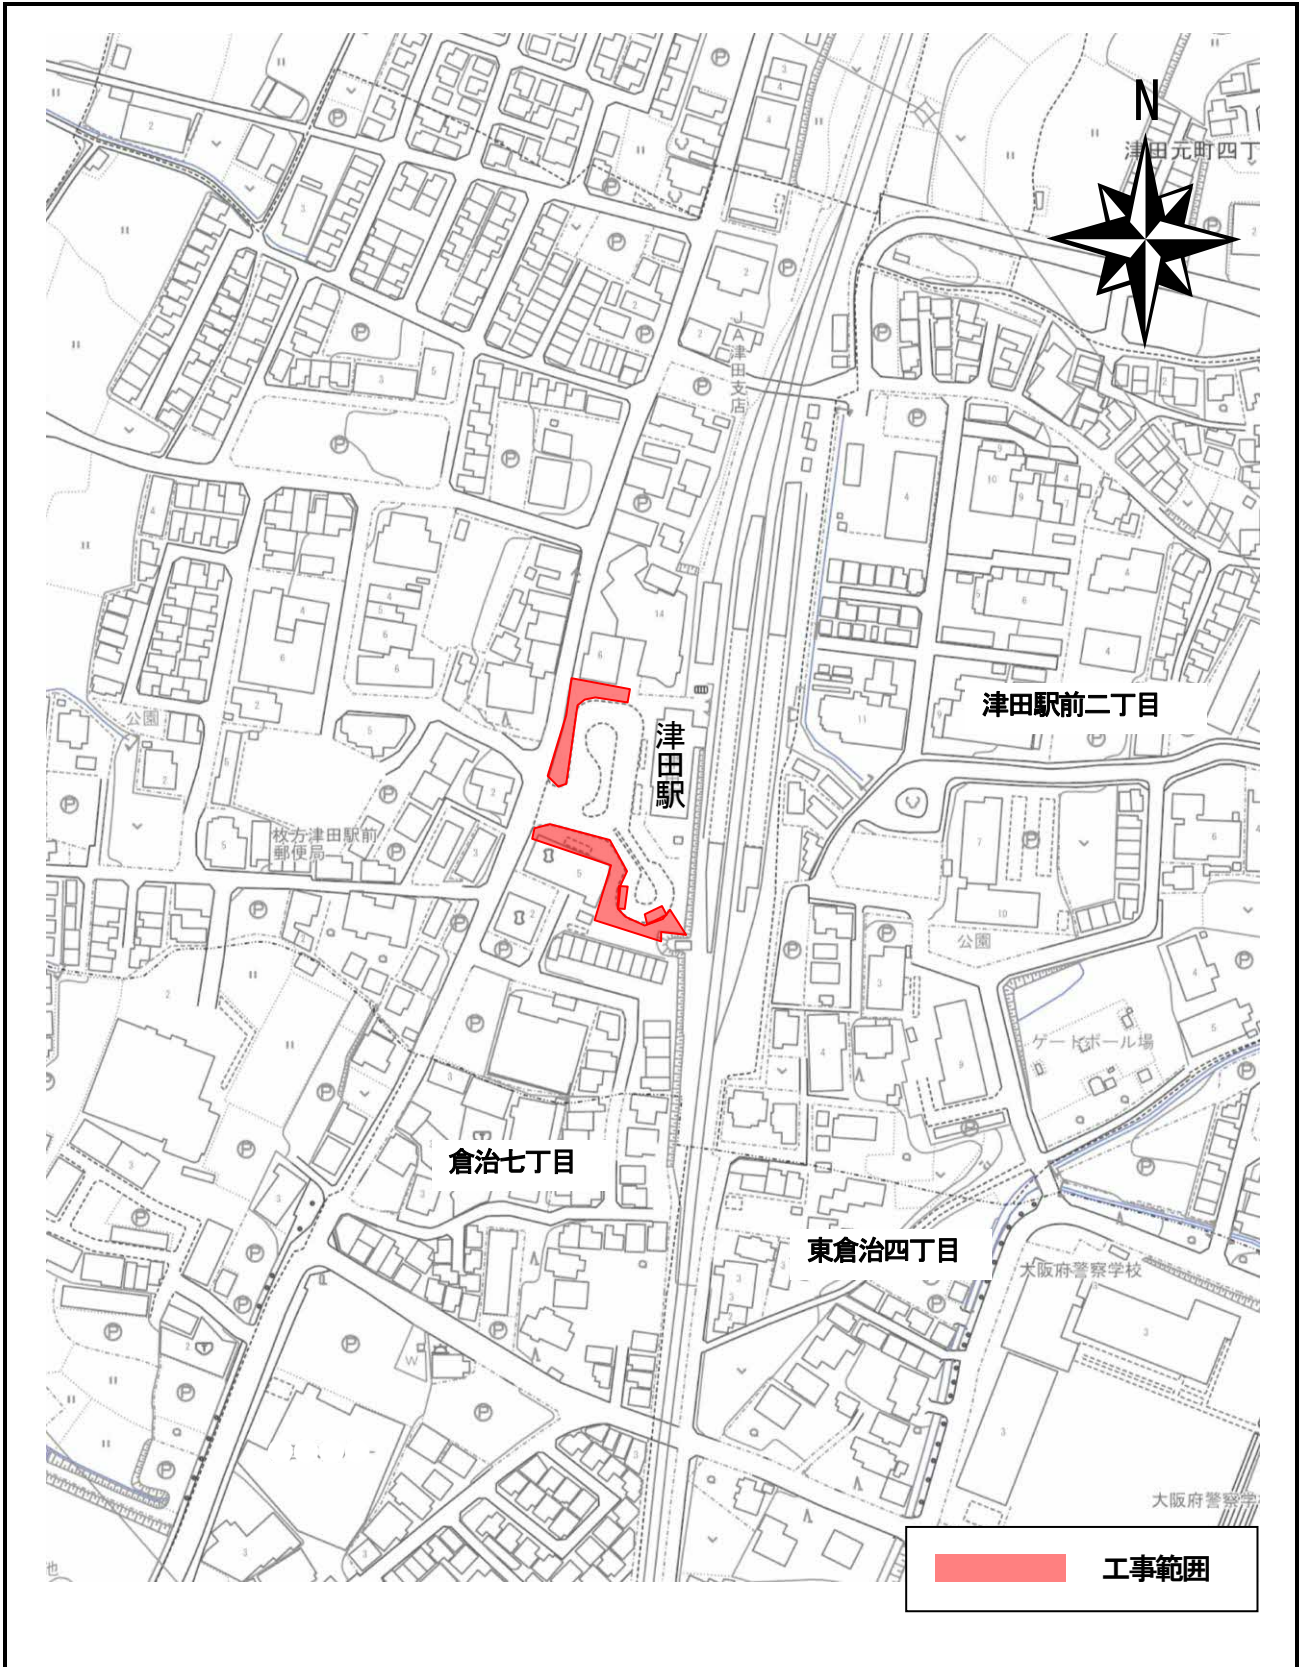 N
津田元町四丁
JA津田支店
津田駅前二丁目
公園
津田駅
枚方津田駅前
郵便局
公園
ゲートボール場
倉治七丁目
東倉治四丁目
大阪府警察学校
大阪府警察学
工事範囲
池